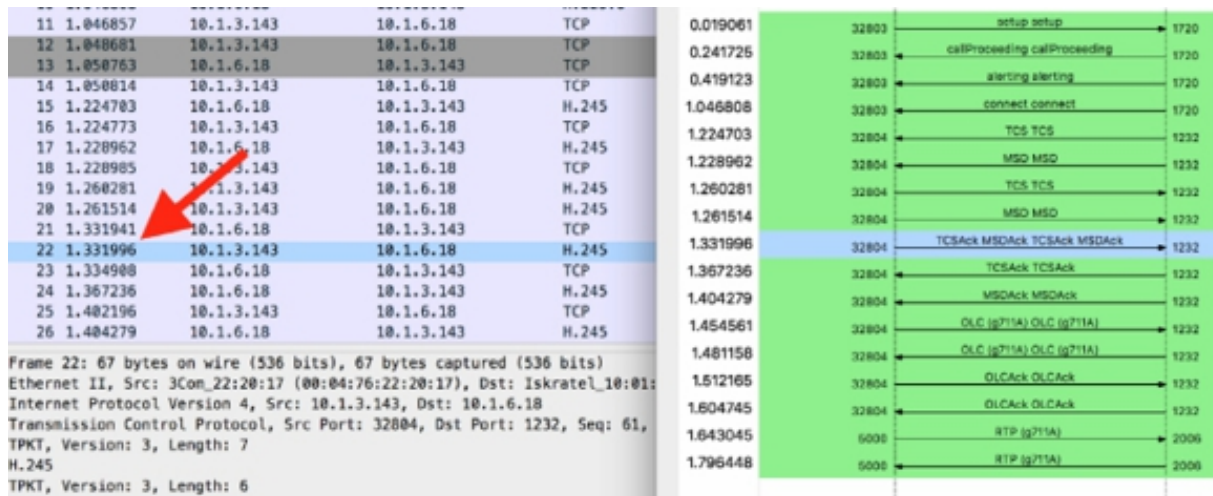 11 1.046857 10.1.3.143 10.1.6.18 TCP
12 1.048681 10.1.3.143 10.1.6.18 TCP
13 1.050763 10.1.6.18 10.1.3.143 TCP
14 1.050814 10.1.3.143 10.1.6.18 TCP
15 1.224703 10.1.6.18 10.1.3.143 H.245
16 1.224773 10.1.3.143 10.1.6.18 TCP
17 1.228962 10.1.6.18 10.1.3.143 H.245
18 1.228985 3.143 10.1.6.18 TCP
19 1.260281 .1.3.143 10.1.6.18 H.245
20 1.261514 10.1.3.143 10.1.6.18 H.245
21 1.331941 10.1.6.18 10.1.3.143 TCP
22 1.331996 10.1.3.143 10.1.6.18 H.245
23 1.334908 10.1.6.18 10.1.3.143 TCP
24 1.367236 10.1.6.18 10.1.3.143 H.245
25 1.402196 10.1.3.143 10.1.6.18 TCP
26 1.404279 10.1.6.18 10.1.3.143 H.245
Frame 22: 67 bytes on wire (536 bits), 67 bytes captured (536 bits)
Ethernet II, Src: 3Com_22:20:17 (00:04:76:22:20:17), Dst: Iskratel_10:01:
Internet Protocol Version 4, Src: 10.1.3.143, Dst: 10.1.6.18
Transmission Control Protocol, Src Port: 32804, Dst Port: 1232, Seq: 61,
TPKT, Version: 3, Length: 7
H.245
TPKT, Version: 3, Length: 6
0.019061 32803 setup setup 1720
0.241725 32803 callProceeding callProceeding 1720
0.419123 32803 alerting alerting 1720
1.046808 32803 connect connect 1720
1.224703 32804 TCS TCS 1232
1.228962 32804 MSD MSD 1232
1.260281 32804 TCS TCS 1232
1.261514 32804 MSD MSD 1232
1.331996 32804 TCSAck MSDAck TCSAck MSDAck 1232
1.367236 32804 TCSAck TCSAck 1232
1.404279 32804 MSDAck MSDAck 1232
1.454561 32804 OLC (g711A) OLC (g711A) 1232
1.481158 32804 OLC (g711A) OLC (g711A) 1232
1.512165 32804 OLCAck OLCAck 1232
1.604745 32804 OLCAck OLCAck 1232
1.643045 5000 RTP (g711A) 2006
1.796448 5000 RTP (g711A) 2006